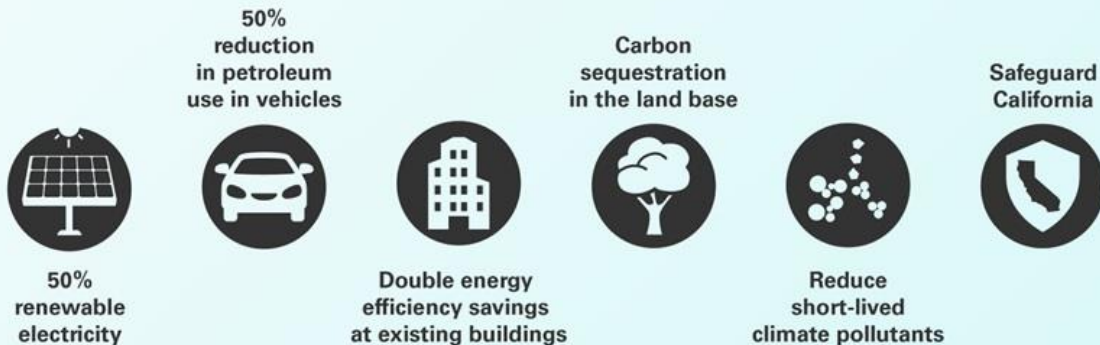 50%
renewable
electricity
50%
reduction
in petroleum
use in vehicles
Double energy
efficiency savings
at existing buildings
Carbon
sequestration
in the land base
Reduce
short-lived
climate pollutants
Safeguard
California